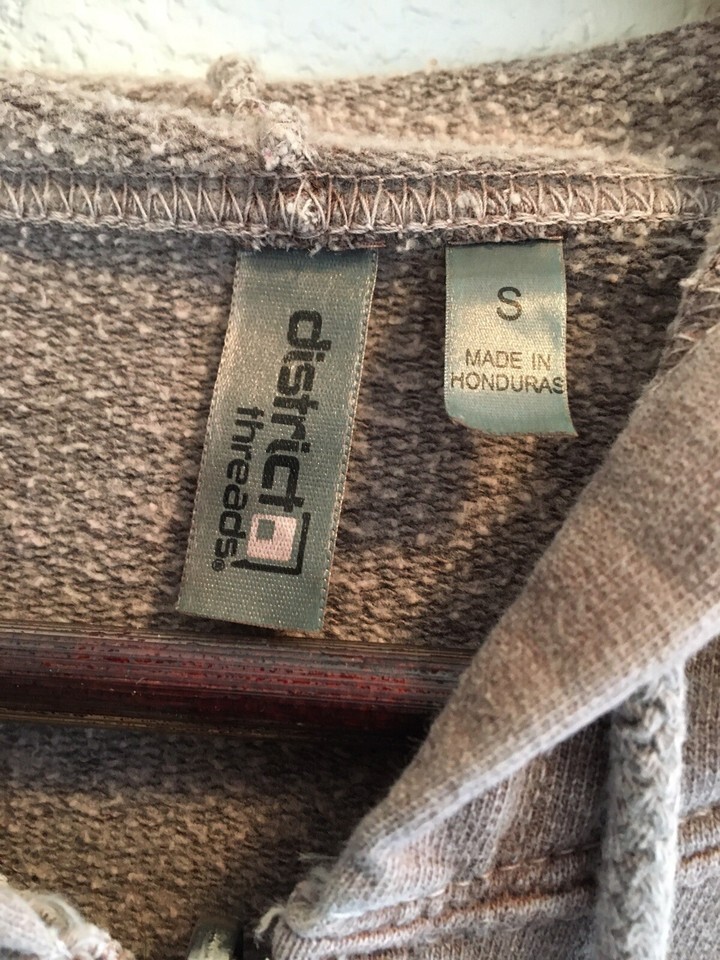 district
threads®
S
MADE IN
HONDURAS